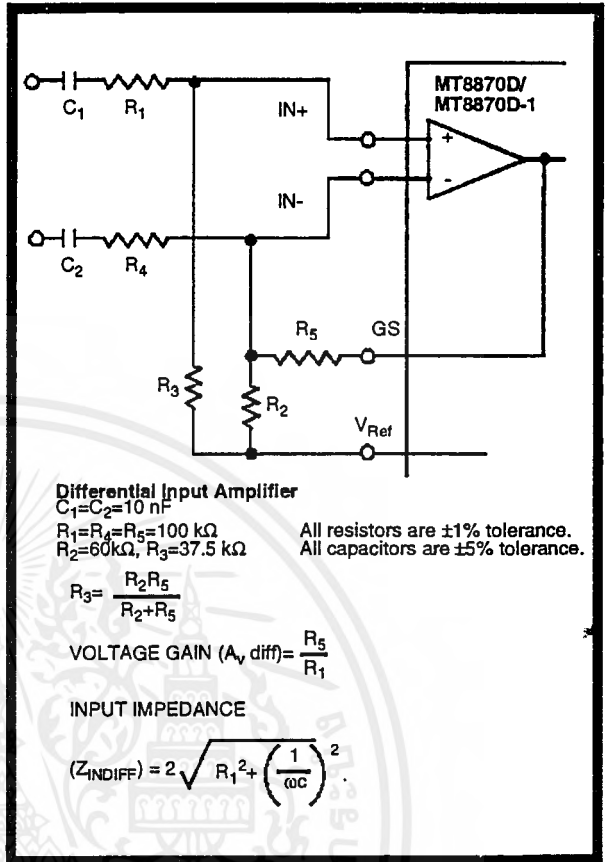 MT8870D/
MT8870D-1
C₁ R₁ IN+
+
-
IN-
C₂ R₄
R₅ GS
R₃ R₂
V_Ref
Differential Input Amplifier
C₁=C₂=10 nF
R₁=R₄=R₅=100 kΩ All resistors are ±1% tolerance.
R₂=60kΩ, R₃=37.5 kΩ All capacitors are ±5% tolerance.
R₃= R₂R₅ / R₂+R₅
VOLTAGE GAIN (Aᵥ diff)= R₅ / R₁
INPUT IMPEDANCE
(Z_INDIFF) = 2 √ R₁²+ (1 / ωc)²